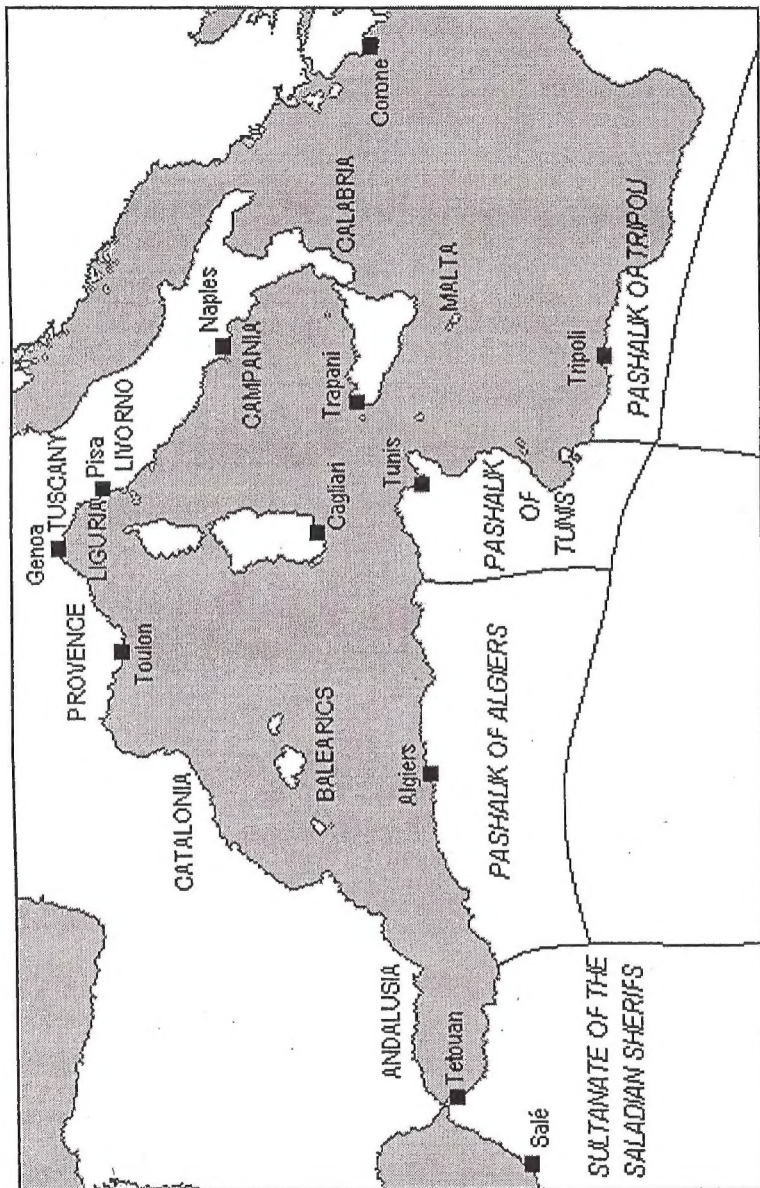 Genoa
TUSCANY
LIGURIA
Pisa
LIVORNO
PROVENCE
Toulon
CATALONIA
Naples
CAMPANIA
CALABRIA
Corone
Cagliari
BALEARICS
Trapani
MALTA
ANDALUSIA
Tetouan
Algiers
Tunis
PASHALIK
OF
TUNIS
PASHALIK OF ALGIERS
Tripoli
PASHALIK OF TRIPOLI
Salé
SULTANATE OF THE
SALADIAN SHERIFS